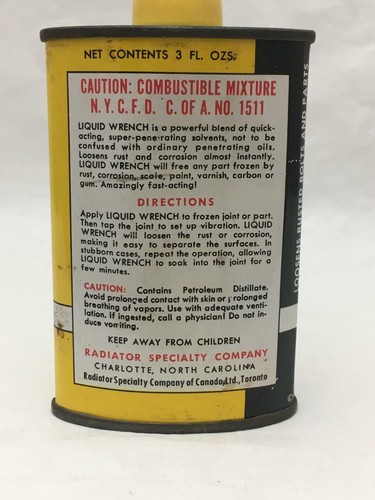 NET CONTENTS 3 FL. OZS.
CAUTION: COMBUSTIBLE MIXTURE
N.Y.C.F.D. C. OF A. NO. 1511
LIQUID WRENCH is a powerful blend of quick-
acting, super-penetrating solvents, not to be
confused with ordinary penetrating oils.
Loosens rust and corrosion almost instantly.
LIQUID WRENCH will free any part frozen by
rust, corrosion, scale, paint, varnish, carbon or
gum. Amazingly fast-acting!
DIRECTIONS
Apply LIQUID WRENCH to frozen joint or part.
Then tap the joint to set up vibration. LIQUID
WRENCH will loosen the rust or corrosion,
making it easy to separate the surfaces. In
stubborn cases, repeat the operation, allowing
LIQUID WRENCH to soak into the joint for a
few minutes.
CAUTION: Contains Petroleum Distillate.
Avoid prolonged contact with skin or prolonged
breathing of vapors. Use with adequate venti-
lation. If ingested, call a physician! Do not in-
duce vomiting.
KEEP AWAY FROM CHILDREN
RADIATOR SPECIALTY COMPANY
CHARLOTTE, NORTH CAROLINA
Radiator Specialty Company of Canada, Ltd., Toronto
LOOSENS RUSTED BOLTS AND PARTS